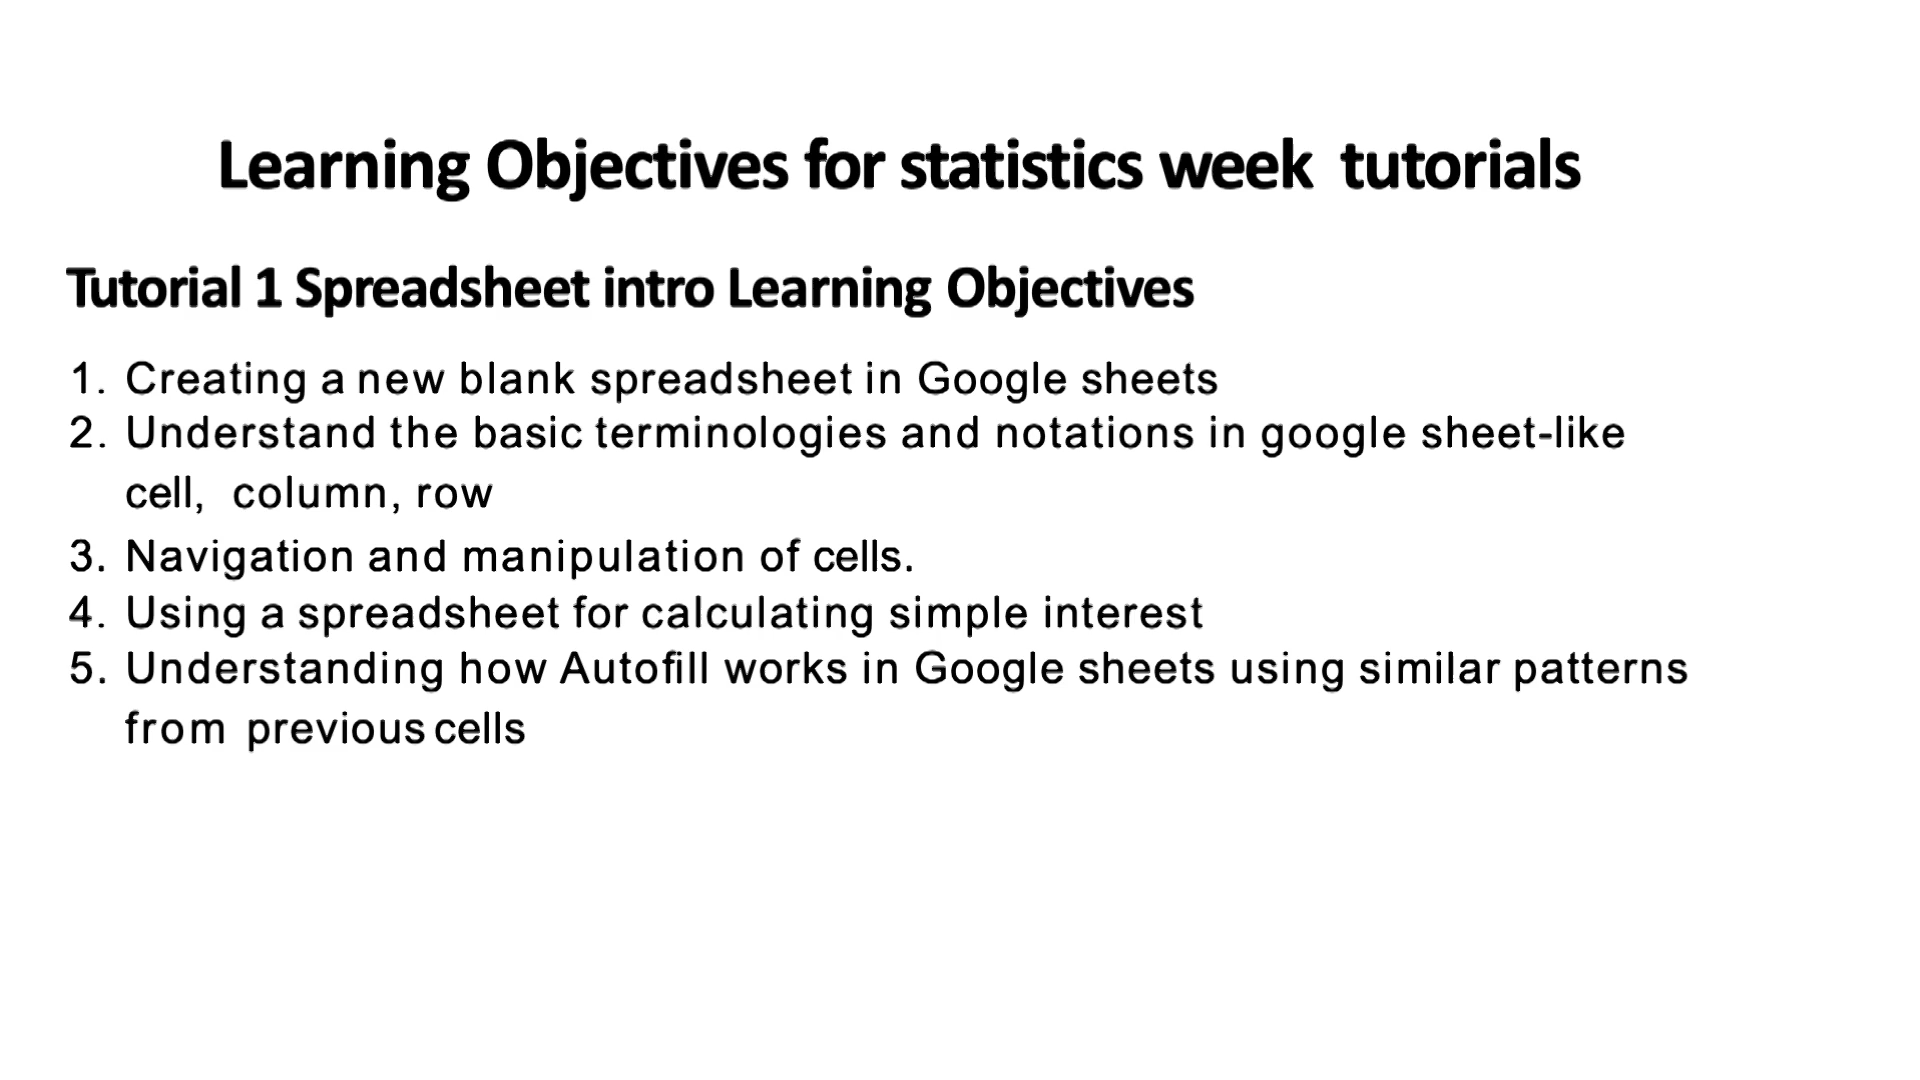 Learning Objectives for statistics week tutorials
Tutorial 1 Spreadsheet intro Learning Objectives
1. Creating a new blank spreadsheet in Google sheets
2. Understand the basic terminologies and notations in google sheet-like
cell, column, row
3. Navigation and manipulation of cells.
4. Using a spreadsheet for calculating simple interest
5. Understanding how Autofill works in Google sheets using similar patterns
from previous cells